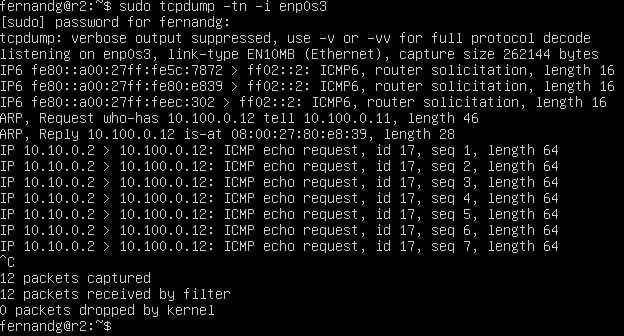 fernandg@r2:~$ sudo tcpdump -tn -i enp0s3
[sudo] password for fernandg:
tcpdump: verbose output suppressed, use -v or -vv for full protocol decode
listening on enp0s3, link-type EN10MB (Ethernet), capture size 262144 bytes
IP6 fe80::a00:27ff:fe5c:7872 > ff02::2: ICMP6, router solicitation, length 16
IP6 fe80::a00:27ff:fe80:e839 > ff02::2: ICMP6, router solicitation, length 16
IP6 fe80::a00:27ff:feec:302 > ff02::2: ICMP6, router solicitation, length 16
ARP, Request who-has 10.100.0.12 tell 10.100.0.11, length 46
ARP, Reply 10.100.0.12 is-at 08:00:27:80:e8:39, length 28
IP 10.10.0.2 > 10.100.0.12: ICMP echo request, id 17, seq 1, length 64
IP 10.10.0.2 > 10.100.0.12: ICMP echo request, id 17, seq 2, length 64
IP 10.10.0.2 > 10.100.0.12: ICMP echo request, id 17, seq 3, length 64
IP 10.10.0.2 > 10.100.0.12: ICMP echo request, id 17, seq 4, length 64
IP 10.10.0.2 > 10.100.0.12: ICMP echo request, id 17, seq 5, length 64
IP 10.10.0.2 > 10.100.0.12: ICMP echo request, id 17, seq 6, length 64
IP 10.10.0.2 > 10.100.0.12: ICMP echo request, id 17, seq 7, length 64
^C
12 packets captured
12 packets received by filter
0 packets dropped by kernel
fernandg@r2:~$